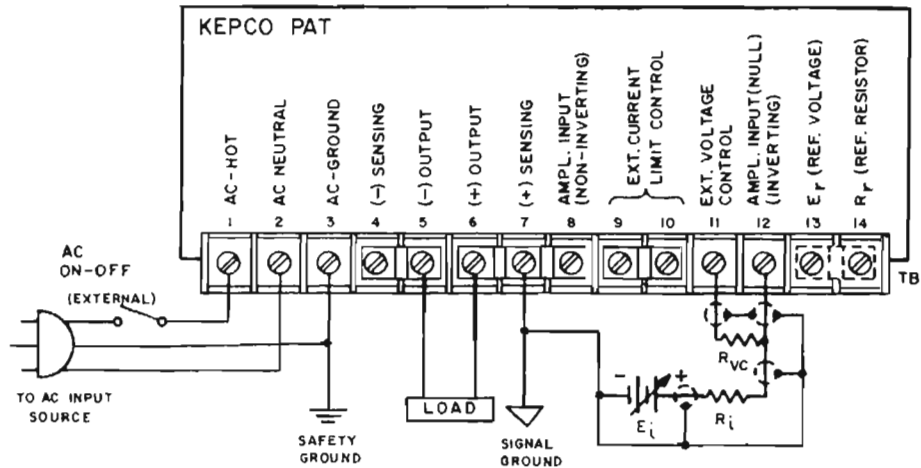 KEPCO PAT
AC-HOT
AC NEUTRAL
AC-GROUND
(-) SENSING
(-) OUTPUT
(+) OUTPUT
(+) SENSING
AMPL. INPUT
(NON-INVERTING)
EXT. CURRENT
LIMIT CONTROL
EXT. VOLTAGE
CONTROL
AMPL. INPUT (NULL)
(INVERTING)
Er (REF. VOLTAGE)
Rr (REF. RESISTOR)
1 2 3 4 5 6 7 8 9 10 11 12 13 14
TB
AC
ON-OFF
(EXTERNAL)
TO AC INPUT
SOURCE
SAFETY
GROUND
LOAD
SIGNAL
GROUND
- +
Ei
Ri
RVC